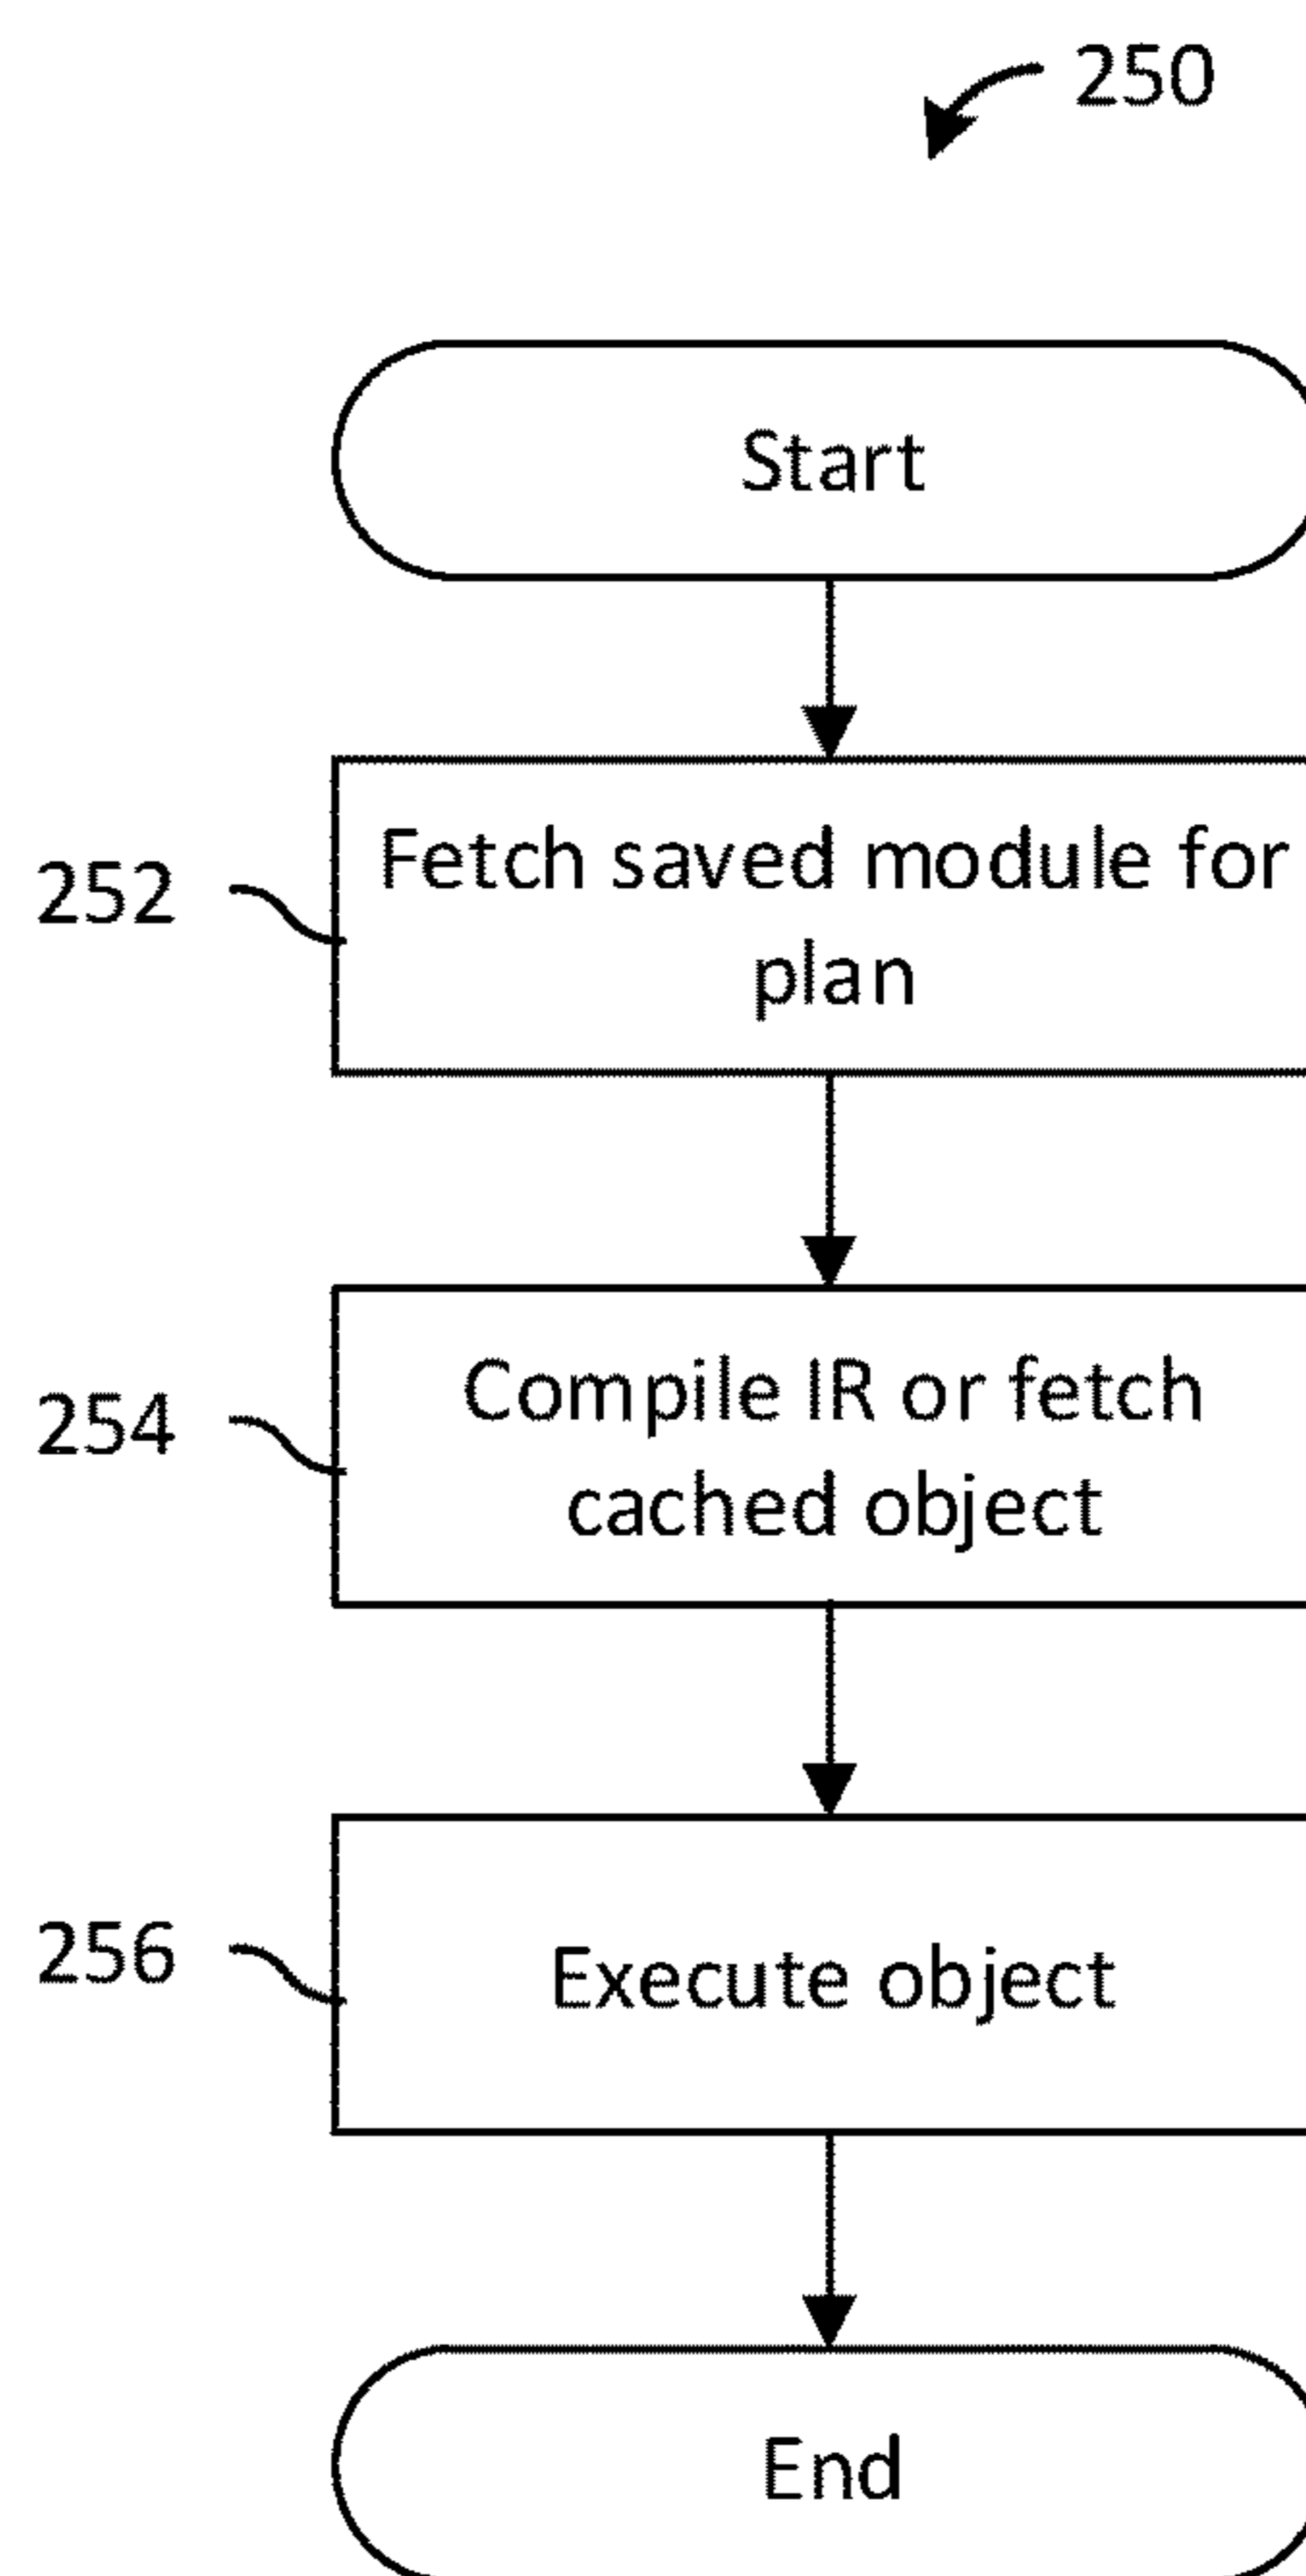 250
Start
252
Fetch saved module for
plan
254
Compile IR or fetch
cached object
256
Execute object
End